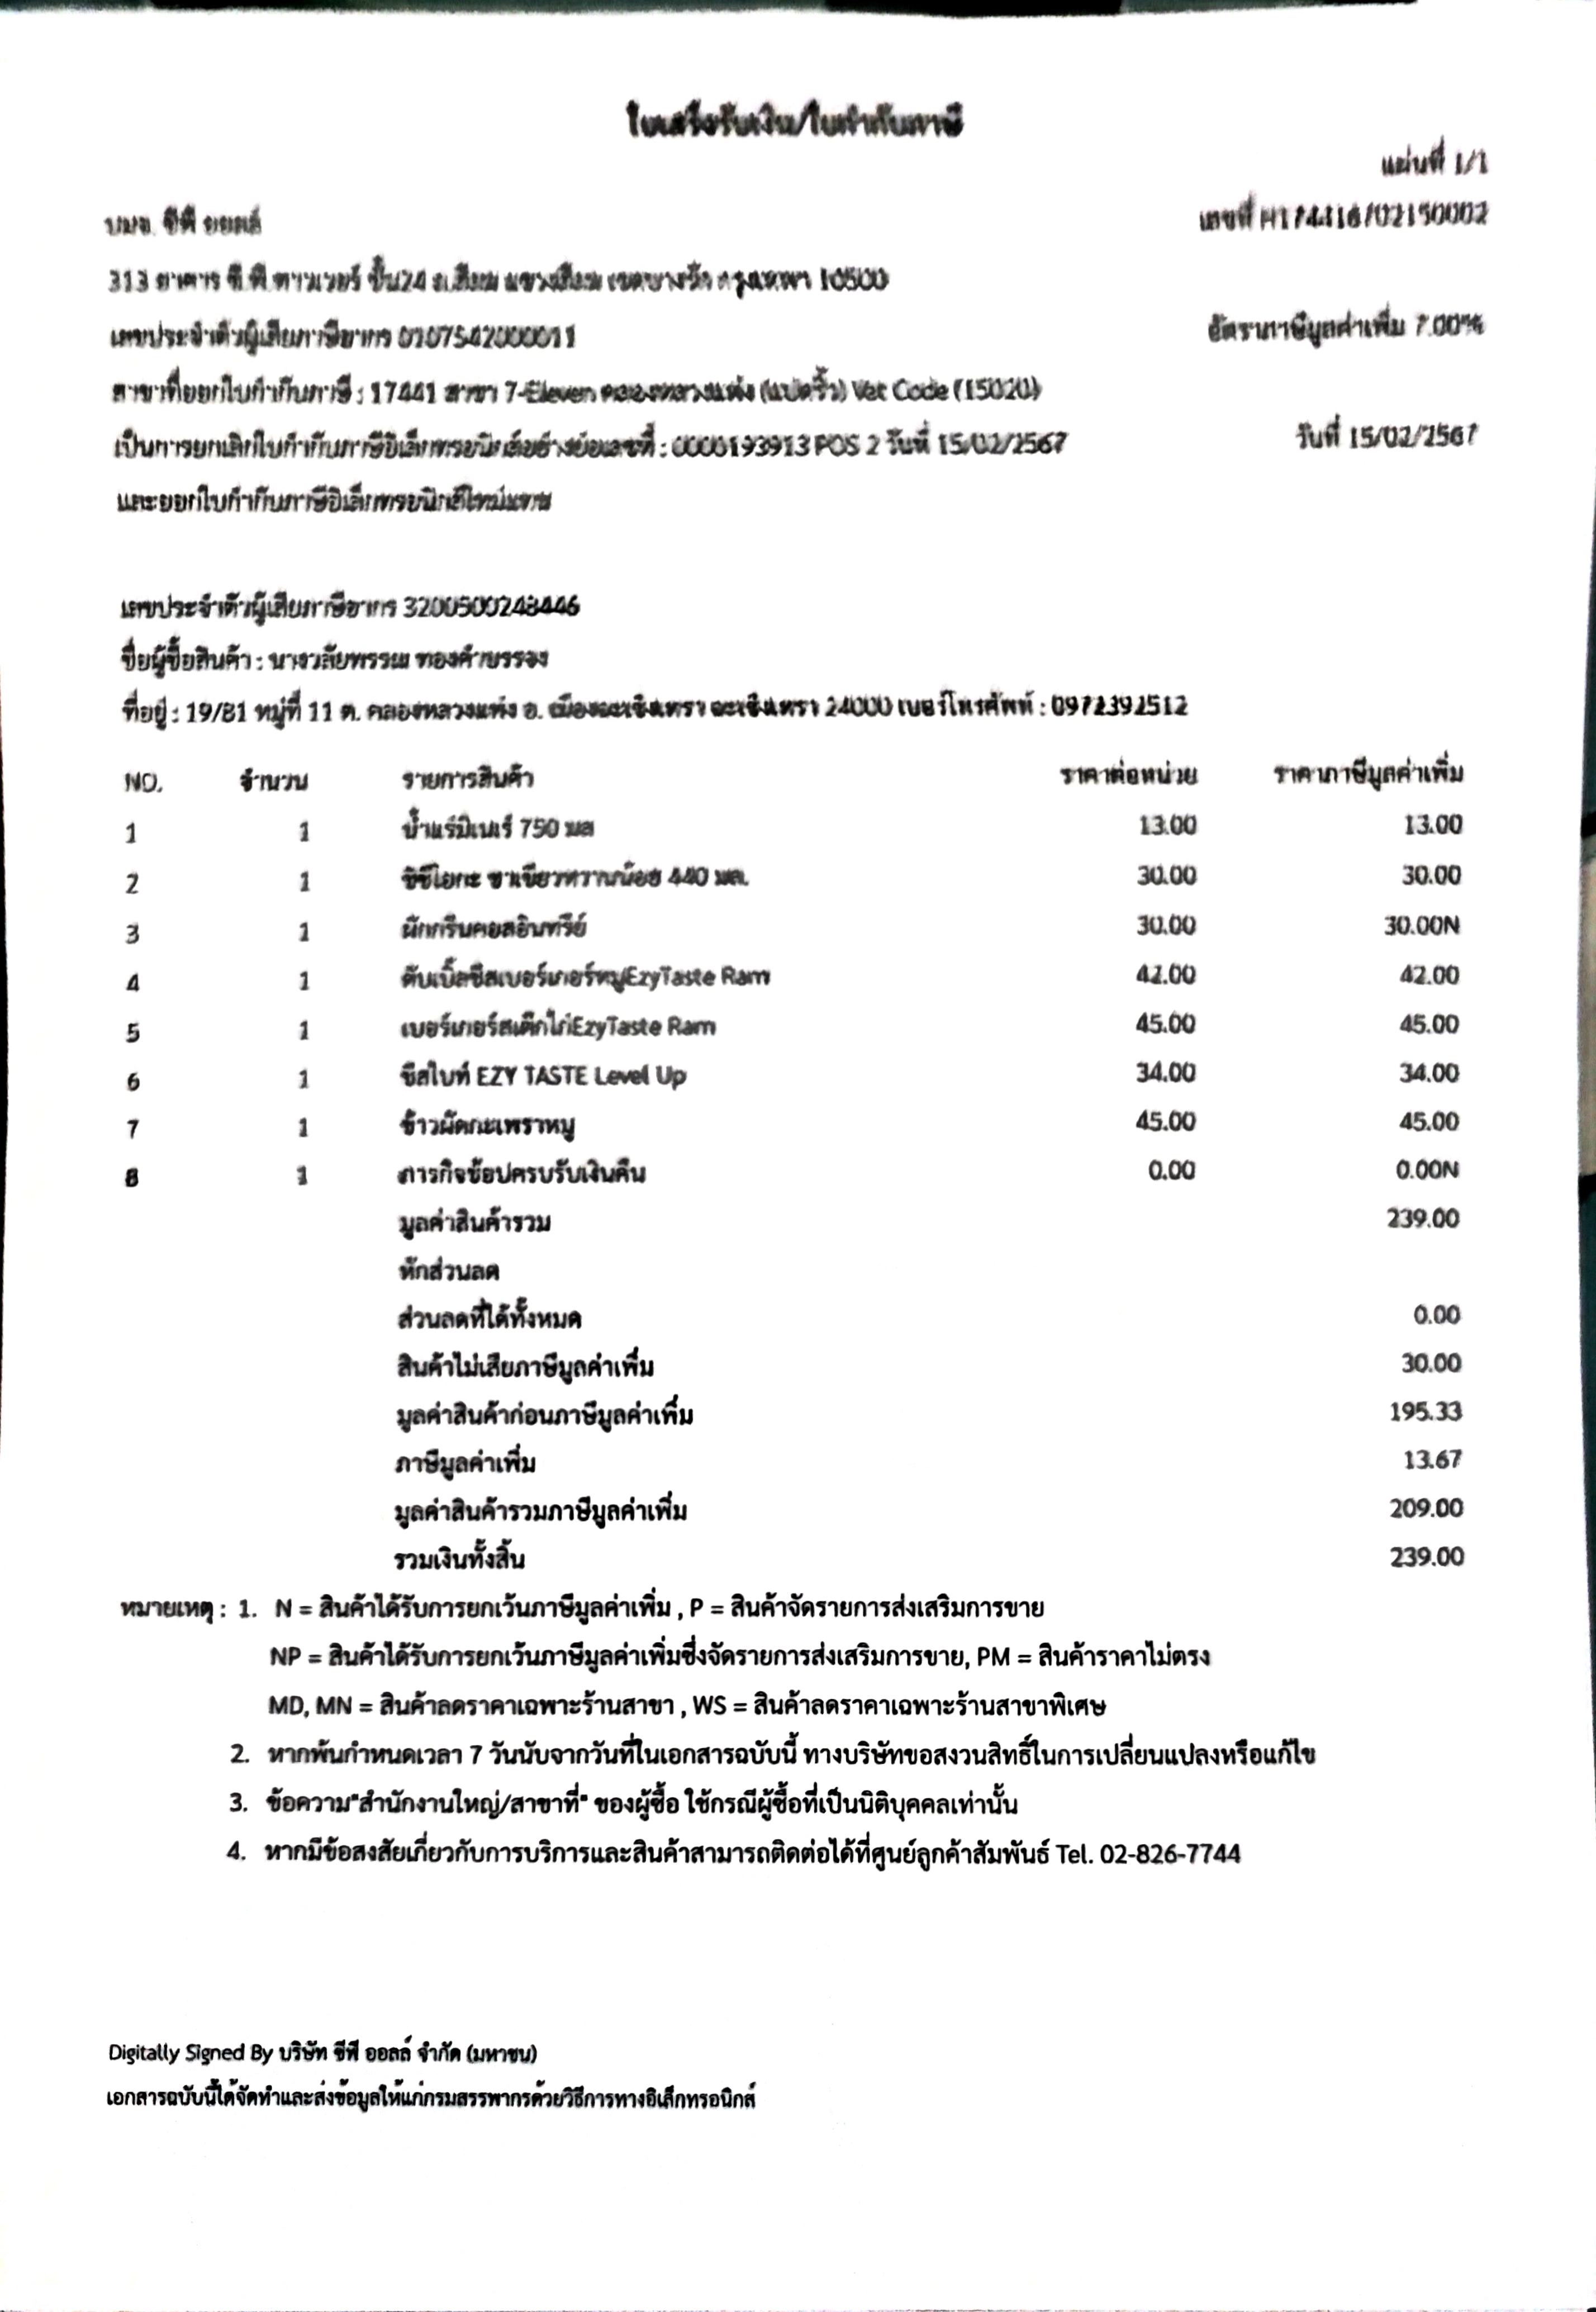 ใบเสร็จรับเงิน/ใบกำกับภาษี
แผ่นที่ 1/1
บมจ. ซีพี ออลล์
เลขที่
313 อาคาร ซี.พี.ทาวเวอร์ ชั้น24 ถ.สีลม แขวงสีลม เขตบางรัก กรุงเทพฯ 10500
เลขประจำตัวผู้เสียภาษีอากร 0107542000011
อัตราภาษีมูลค่าเพิ่ม 7.00%
สาขาที่ออกใบกำกับภาษี : 17441 สาขา 7-Eleven คลองหลวงแพ่ง (แปดริ้ว) Vat Code (15020)
เป็นการยกเลิกใบกำกับภาษีอิเล็กทรอนิกส์อย่างย่อเลขที่ : 0000193913 POS 2 วันที่ 15/02/2567
วันที่ 15/02/2567
และออกใบกำกับภาษีอิเล็กทรอนิกส์ใหม่แทน
เลขประจำตัวผู้เสียภาษีอากร 3200500248446
ชื่อผู้ซื้อสินค้า : นางวลัยพรรณ ทองคำบรรจง
ที่อยู่ : 19/81 หมู่ที่ 11 ต. คลองหลวงแพ่ง อ. เมืองฉะเชิงเทรา ฉะเชิงเทรา 24000 เบอร์โทรศัพท์ : 0972392512
NO. จำนวน รายการสินค้า ราคาต่อหน่วย ราคาภาษีมูลค่าเพิ่ม
1 1 น้ำแร่มิเนเร่ 750 มล 13.00 13.00
2 1 อิชิโอกะ ชาเขียวหวานน้อย 440 มล. 30.00 30.00
3 1 ผักกรีนคอสอินทรีย์ 30.00 30.00N
4 1 ดับเบิ้ลชีสเบอร์เกอร์หมูEzyTaste Ram 42.00 42.00
5 1 เบอร์เกอร์สเต๊กไก่EzyTaste Ram 45.00 45.00
6 1 ชีสไบท์ EZY TASTE Level Up 34.00 34.00
7 1 ข้าวผัดกะเพราหมู 45.00 45.00
8 1 ภารกิจช้อปครบรับเงินคืน 0.00 0.00N
มูลค่าสินค้ารวม 239.00
หักส่วนลด
ส่วนลดที่ได้ทั้งหมด 0.00
สินค้าไม่เสียภาษีมูลค่าเพิ่ม 30.00
มูลค่าสินค้าก่อนภาษีมูลค่าเพิ่ม 195.33
ภาษีมูลค่าเพิ่ม 13.67
มูลค่าสินค้ารวมภาษีมูลค่าเพิ่ม 209.00
รวมเงินทั้งสิ้น 239.00
หมายเหตุ : 1. N = สินค้าได้รับการยกเว้นภาษีมูลค่าเพิ่ม , P = สินค้าจัดรายการส่งเสริมการขาย
NP = สินค้าได้รับการยกเว้นภาษีมูลค่าเพิ่มซึ่งจัดรายการส่งเสริมการขาย, PM = สินค้าราคาไม่ตรง
MD, MN = สินค้าลดราคาเฉพาะร้านสาขา , WS = สินค้าลดราคาเฉพาะร้านสาขาพิเศษ
2. หากพ้นกำหนดเวลา 7 วันนับจากวันที่ในเอกสารฉบับนี้ ทางบริษัทขอสงวนสิทธิ์ในการเปลี่ยนแปลงหรือแก้ไข
3. ข้อความ"สำนักงานใหญ่/สาขาที่" ของผู้ซื้อ ใช้กรณีผู้ซื้อที่เป็นนิติบุคคลเท่านั้น
4. หากมีข้อสงสัยเกี่ยวกับการบริการและสินค้าสามารถติดต่อได้ที่ศูนย์ลูกค้าสัมพันธ์ Tel. 02-826-7744
Digitally Signed By บริษัท ซีพี ออลล์ จำกัด (มหาชน)
เอกสารฉบับนี้ได้จัดทำและส่งข้อมูลให้แก่กรมสรรพากรด้วยวิธีการทางอิเล็กทรอนิกส์